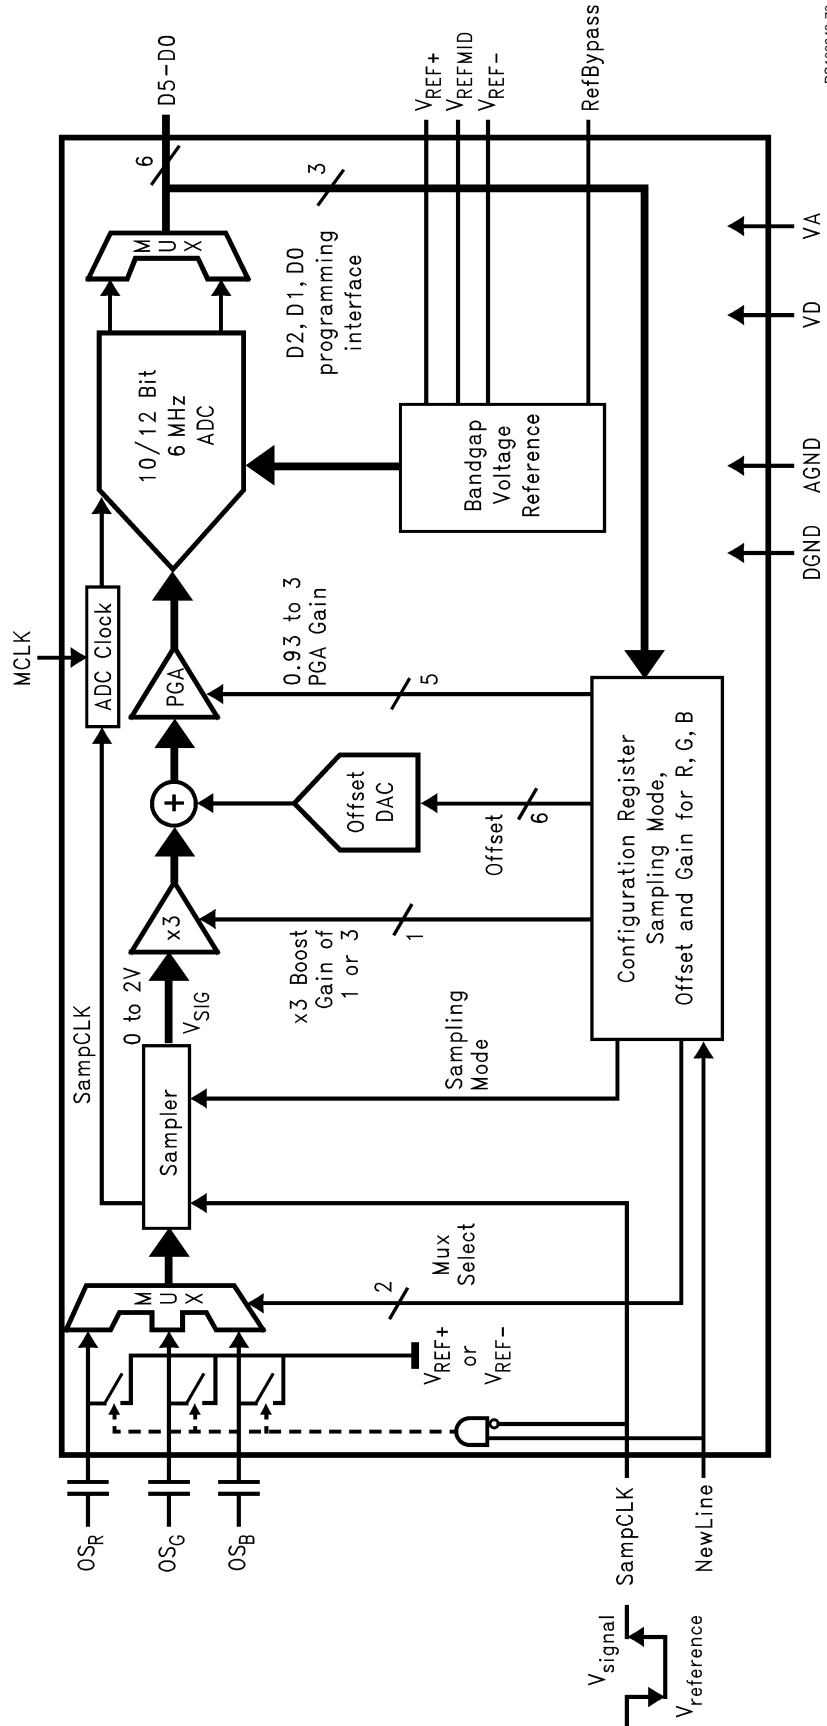 MCLK
SampCLK
ADC Clock
OS_R
OS_G
OS_B
M
U
X
Sampler
0 to 2V
V_SIG
x3
+
PGA
10/12 Bit
6 MHz
ADC
M
U
X
6
D5-D0
3
D2, D1, D0
programming
interface
V_REF+
or
V_REF-
2
Mux
Select
Sampling
Mode
x3 Boost
Gain of
1 or 3
1
Offset
DAC
Offset
6
0.93 to 3
PGA Gain
5
Bandgap
Voltage
Reference
V_REF+
V_REFMID
V_REF-
RefBypass
Configuration Register
Sampling Mode,
Offset and Gain for R, G, B
V_signal
V_reference
SampCLK
NewLine
DGND
AGND
VD
VA